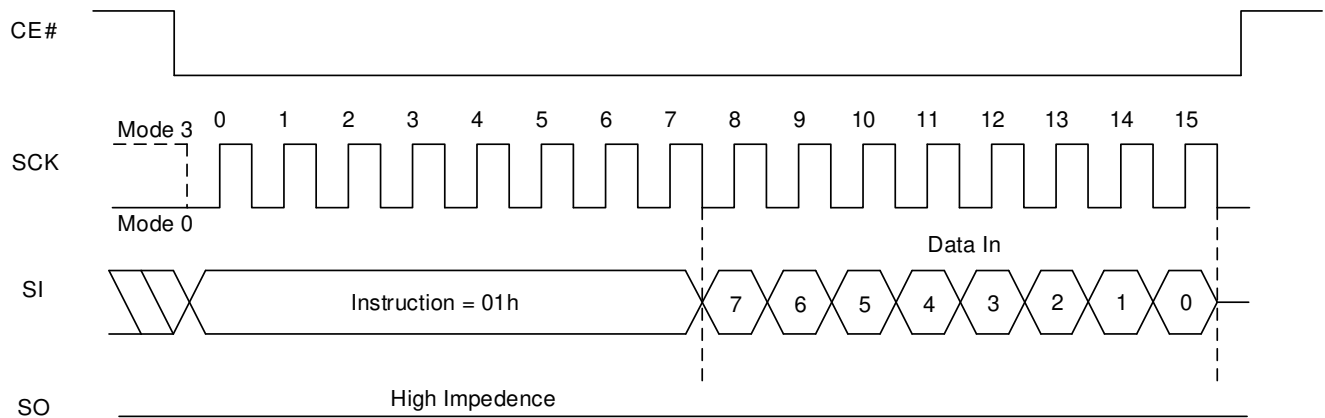 CE#
Mode 3
0 1 2 3 4 5 6 7 8 9 10 11 12 13 14 15
SCK
Mode 0
Data In
SI
Instruction = 01h
7 6 5 4 3 2 1 0
High Impedence
SO